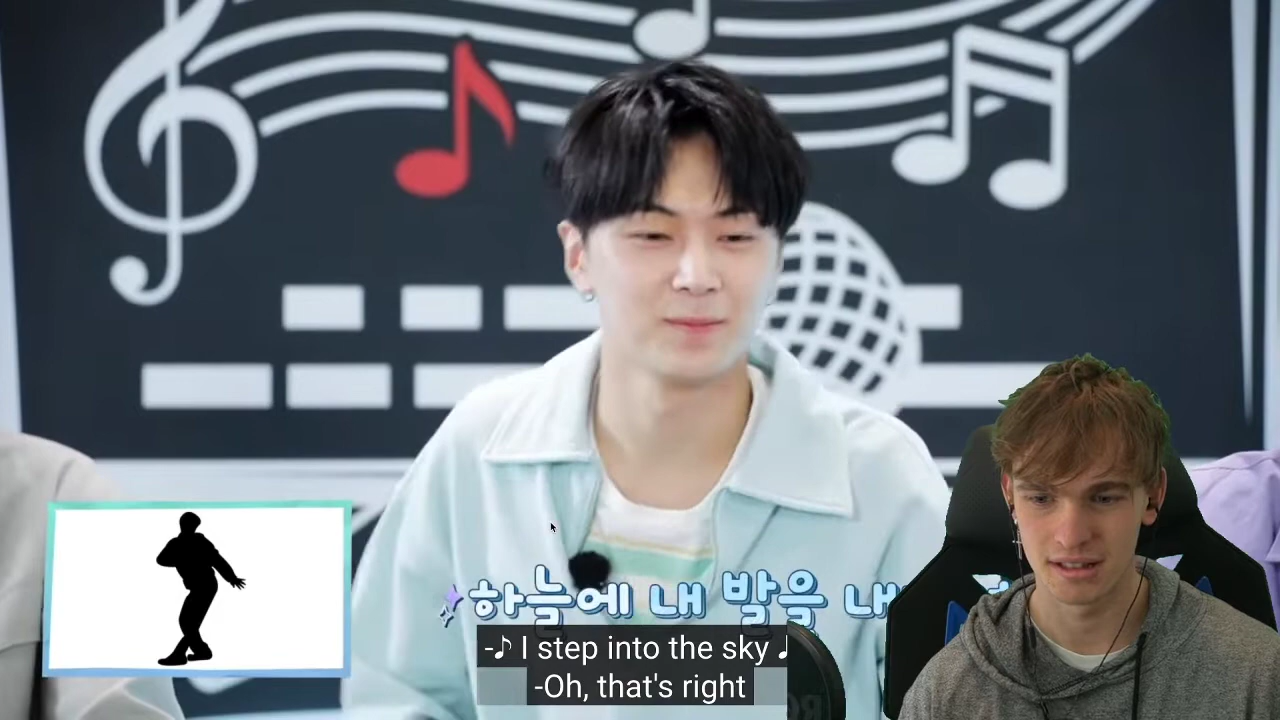 하늘에 내 발을 내
-♪ I step into the sky ♩
-Oh, that's right